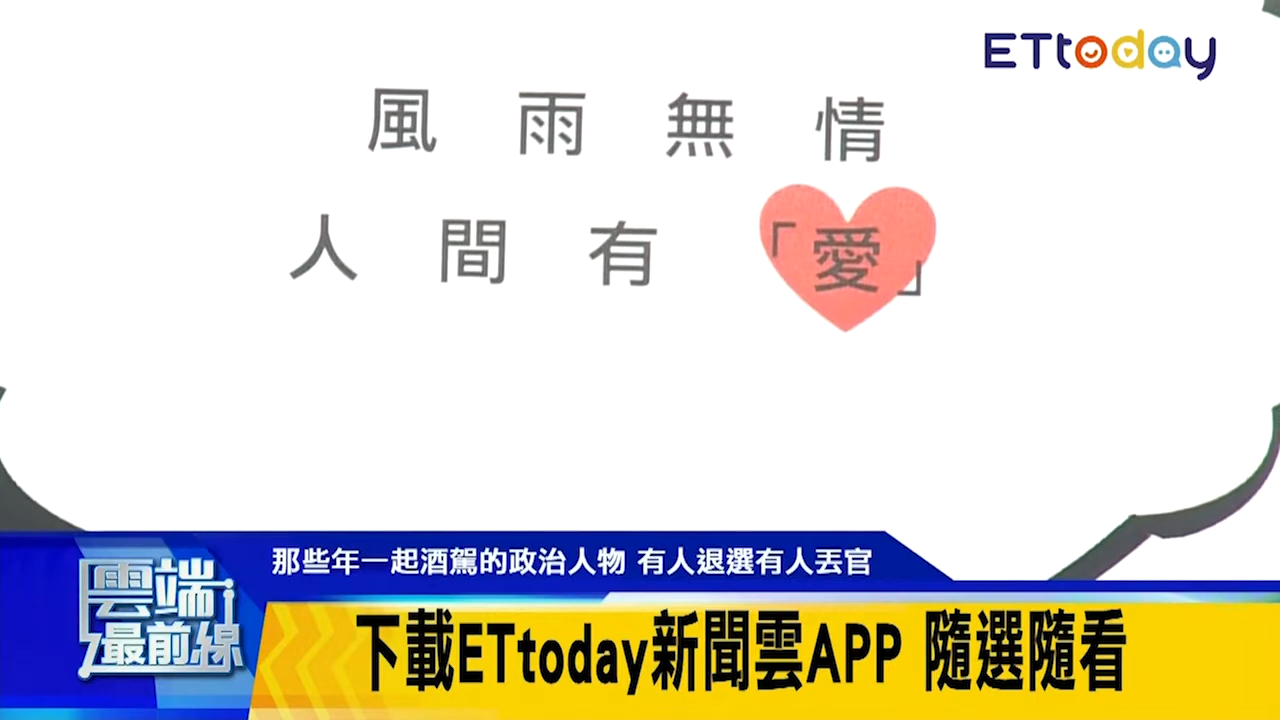 ETtoday
風雨無情
人間有「愛」
那些年一起酒駕的政治人物 有人退選有人丟官
雲端最前線
下載ETtoday新聞雲APP 隨選隨看